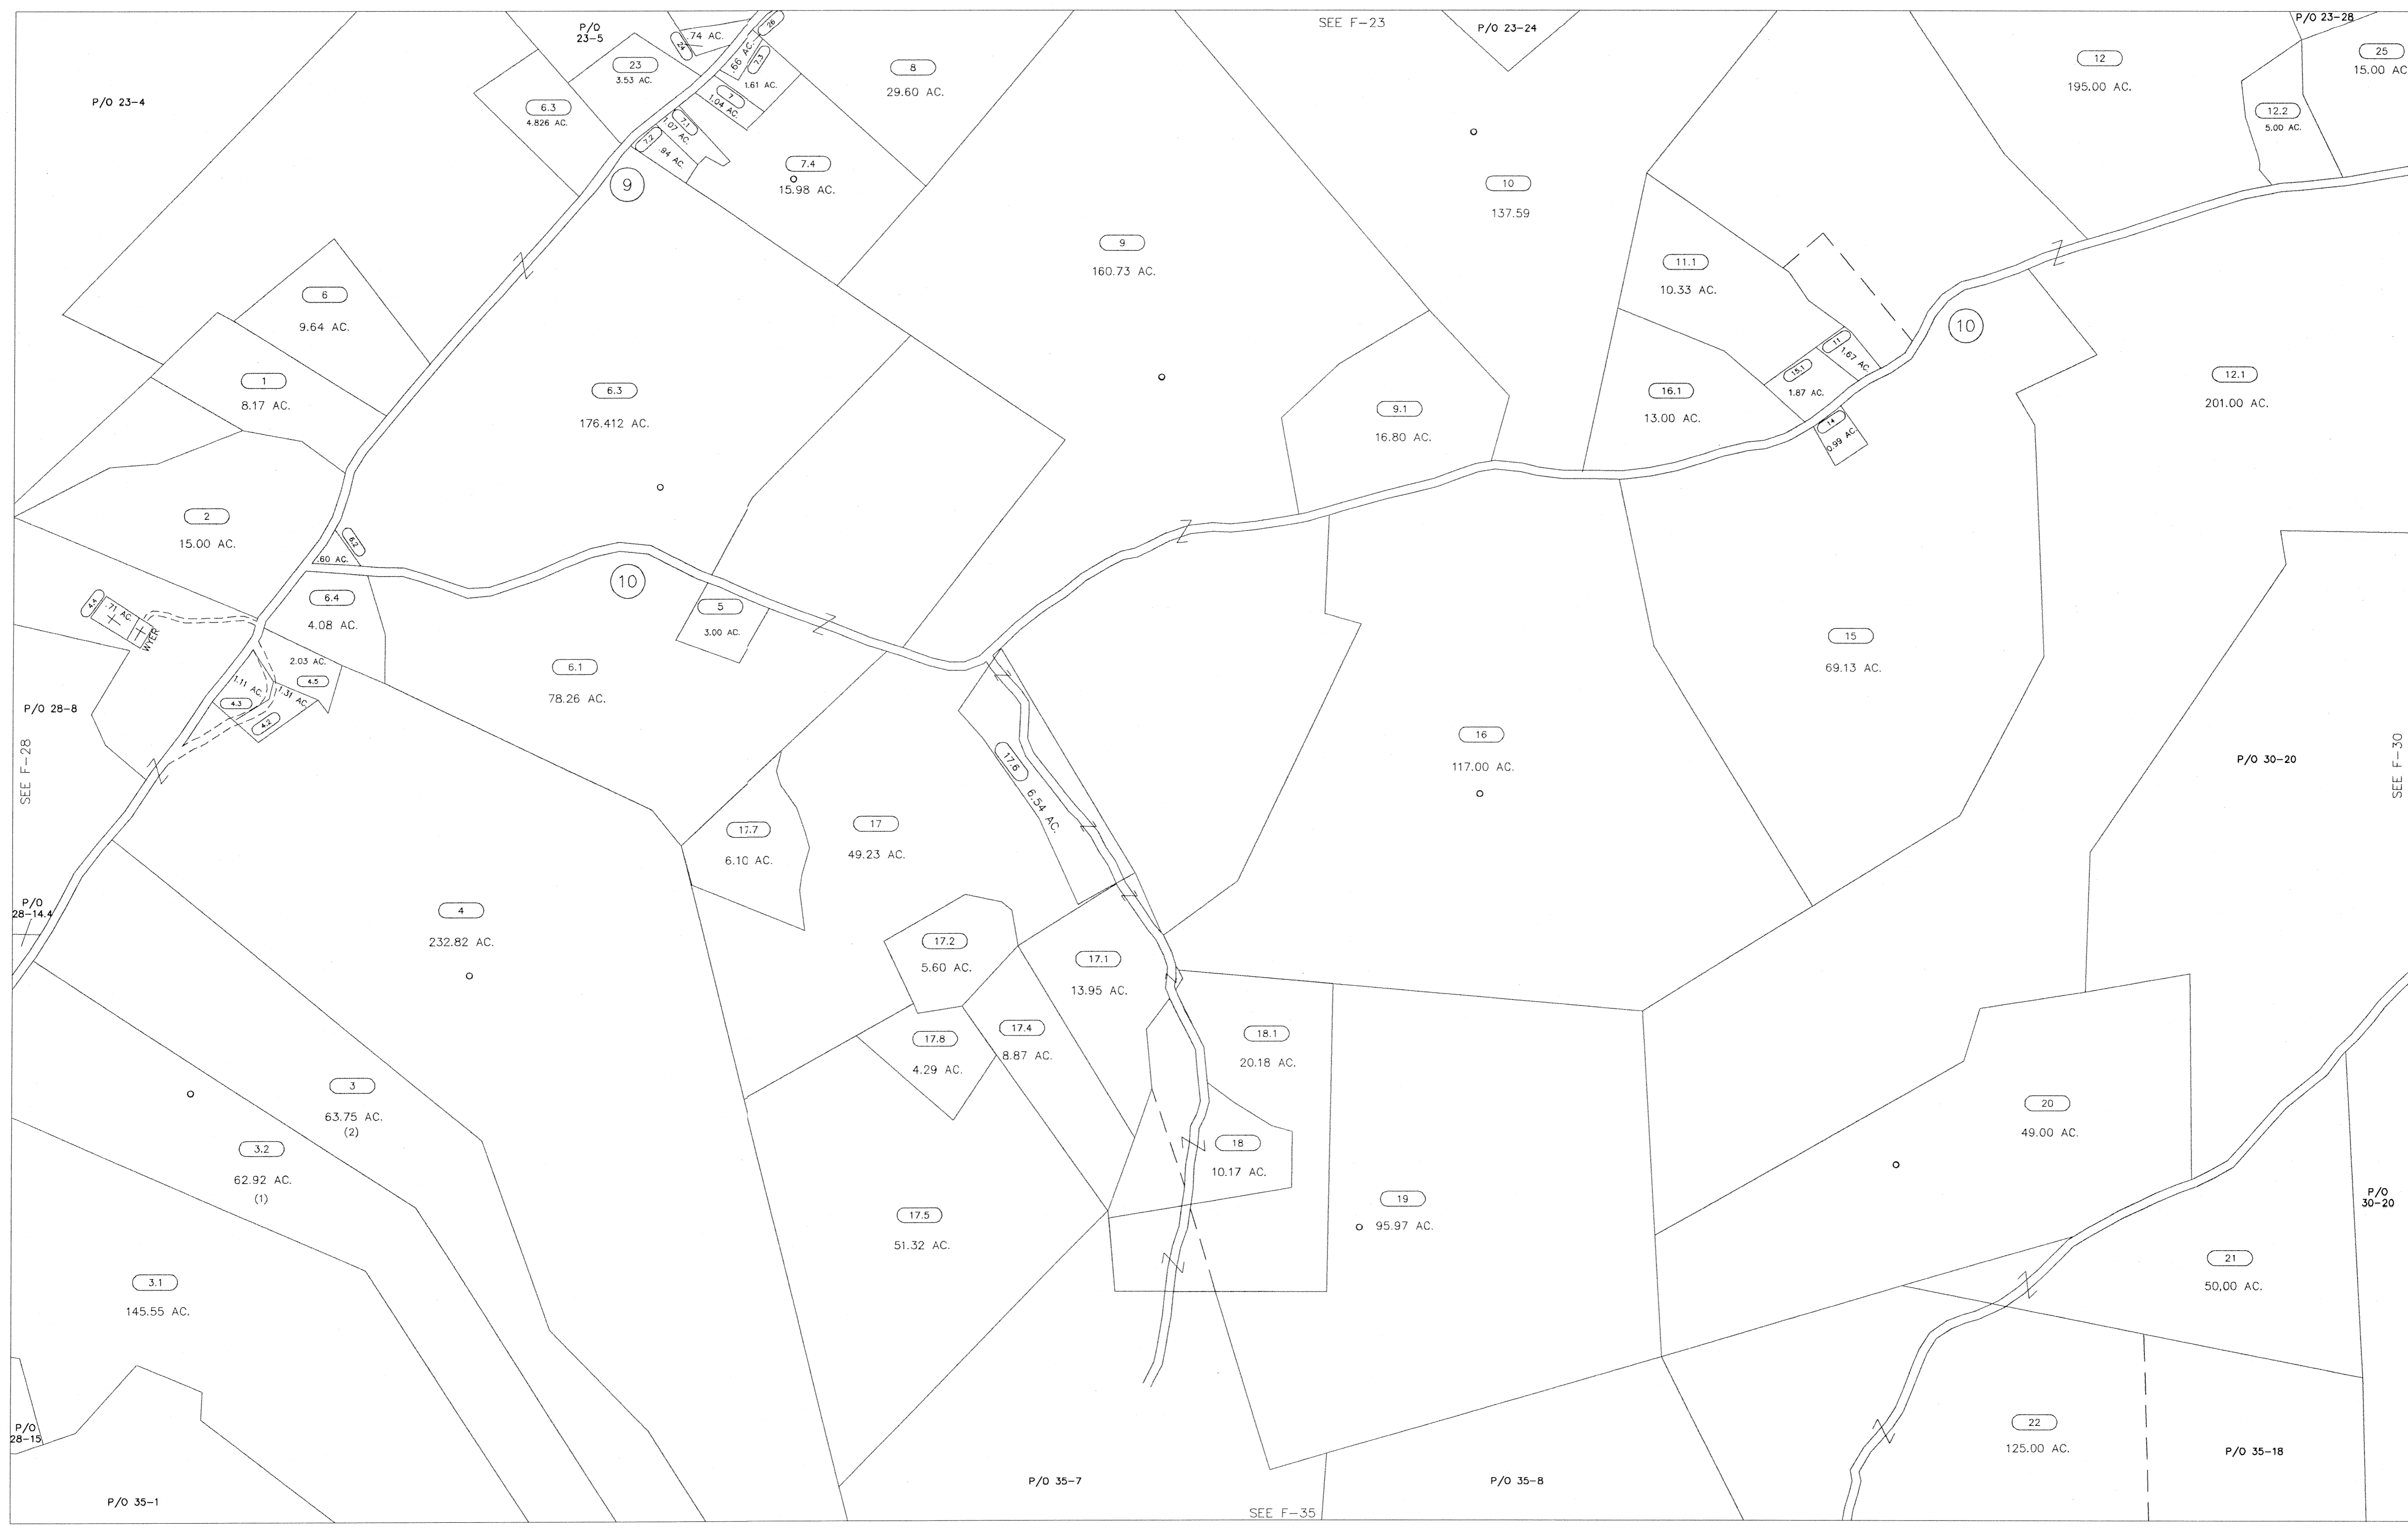 SEE F-23
P/O
23-5
P/O 23-24
P/O 23-28
26
24
.74 AC.
.66 AC.
7.3
1.61 AC.
23
3.53 AC.
8
29.60 AC.
12
195.00 AC.
25
15.00 AC
P/O 23-4
6.3
4.826 AC.
7
1.04 AC.
7.1
1.07 AC.
7.2
.94 AC.
12.2
5.00 AC.
9
7.4
15.98 AC.
10
137.59
9
160.73 AC.
11.1
10.33 AC.
6
9.64 AC.
10
11
1.67 AC.
15.1
1.87 AC.
1
8.17 AC.
6.3
176.412 AC.
9.1
16.80 AC.
16.1
13.00 AC.
12.1
201.00 AC.
14
0.99 AC.
2
15.00 AC.
6.2
.60 AC.
10
4.4
.71 AC.
WYER
6.4
4.08 AC.
5
3.00 AC.
15
69.13 AC.
2.03 AC.
4.5
1.11 AC.
4.3
1.31 AC.
4.2
6.1
78.26 AC.
P/O 28-8
SEE F-28
16
117.00 AC.
P/O 30-20
SEE F-30
17.6
6.54 AC.
17.7
6.10 AC.
17
49.23 AC.
P/O
28-14.4
4
232.82 AC.
17.2
5.60 AC.
17.1
13.95 AC.
17.8
4.29 AC.
17.4
8.87 AC.
18.1
20.18 AC.
3
63.75 AC.
(2)
20
49.00 AC.
3.2
62.92 AC.
(1)
18
10.17 AC.
19
95.97 AC.
P/O
30-20
17.5
51.32 AC.
3.1
145.55 AC.
21
50,00 AC.
P/O
28-15
22
125.00 AC.
P/O 35-18
P/O 35-1
P/O 35-7
P/O 35-8
SEE F-35